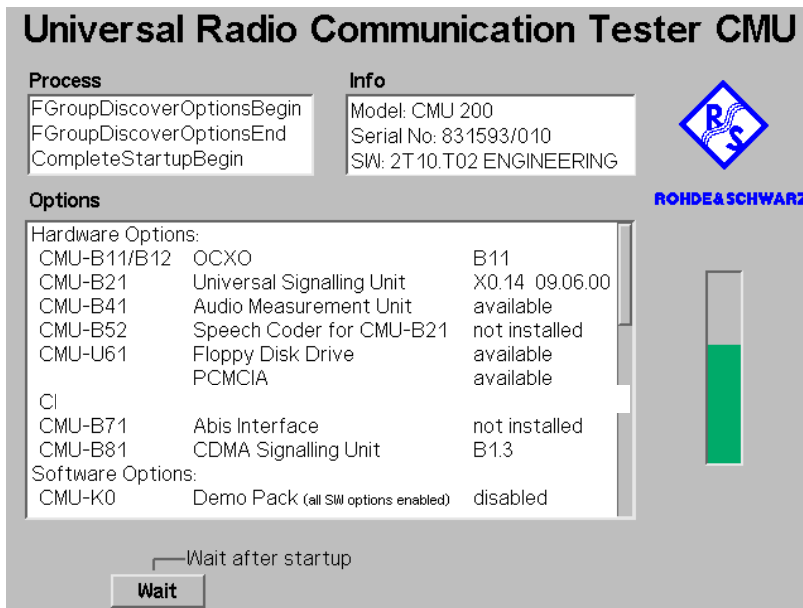 Universal Radio Communication Tester CMU
Process
FGroupDiscoverOptionsBegin
FGroupDiscoverOptionsEnd
CompleteStartupBegin
Info
Model: CMU 200
Serial No: 831593/010
SW: 2T10.T02 ENGINEERING
R
S
ROHDE&SCHWARZ
Options
Hardware Options:
CMU-B11/B12 OCXO B11
CMU-B21 Universal Signalling Unit X0.14 09.06.00
CMU-B41 Audio Measurement Unit available
CMU-B52 Speech Coder for CMU-B21 not installed
CMU-U61 Floppy Disk Drive available
PCMCIA available
CMU-B71 Abis Interface not installed
CMU-B81 CDMA Signalling Unit B1.3
Software Options:
CMU-K0 Demo Pack (all SW options enabled) disabled
Wait after startup
Wait